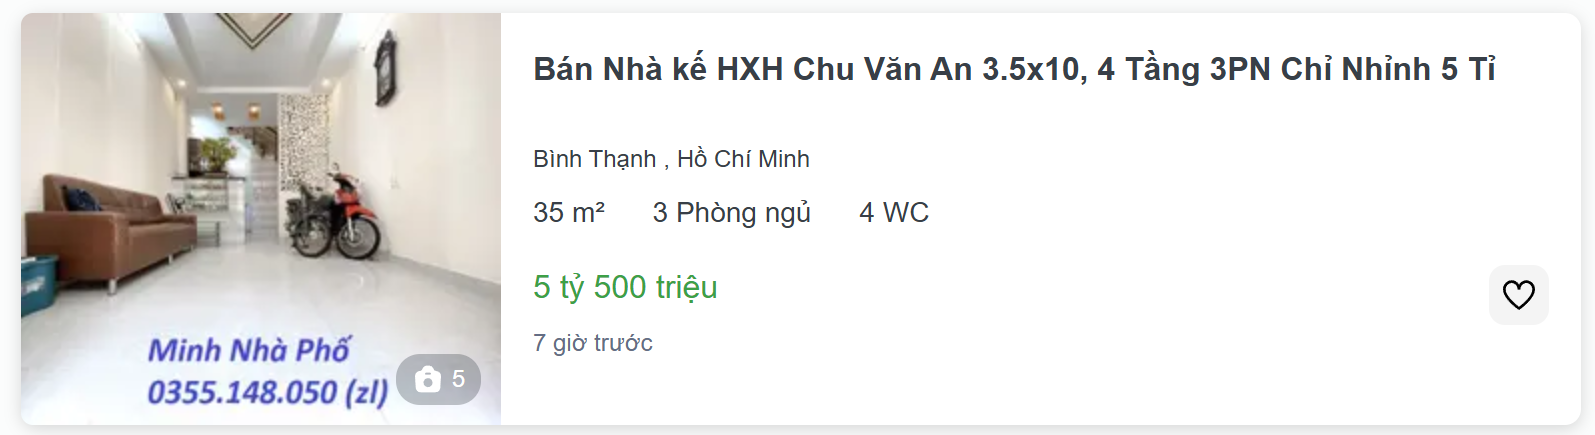 Bán Nhà kế HXH Chu Văn An 3.5x10, 4 Tầng 3PN Chỉ Nhỉnh 5 Tỉ
Bình Thạnh , Hồ Chí Minh
35 m² 3 Phòng ngủ 4 WC
5 tỷ 500 triệu
7 giờ trước
Minh Nhà Phố
0355.148.050 (zl)
5